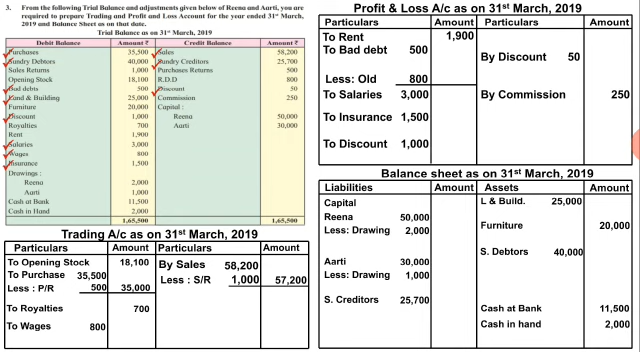 3. From the following Trial Balance and adjustments given below of Reena and Aarti, you are
required to prepare Trading and Profit and Loss Account for the year ended 31st March,
2019 and Balance Sheet as on that date.
Trial Balance as on 31st March, 2019
Debit Balance Amount ₹ Credit Balance Amount ₹
Purchases 35,500 Sales 58,200
Sundry Debtors 40,000 Sundry Creditors 25,700
Sales Returns 1,000 Purchases Returns 500
Opening Stock 18,100 R.D.D 800
Bad debts 500 Discount 50
Land & Building 25,000 Commission 250
Furniture 20,000 Capital :
Discount 1,000 Reena 50,000
Royalties 700 Aarti 30,000
Rent 1,900
Salaries 3,000
Wages 800
Insurance 1,500
Drawings :
Reena 2,000
Aarti 1,000
Cash at Bank 11,500
Cash in Hand 2,000
1,65,500 1,65,500
Trading A/c as on 31st March, 2019
Particulars Amount Particulars Amount
To Opening Stock 18,100 By Sales 58,200
To Purchase 35,500 Less : S/R 1,000 57,200
Less : P/R 500 35,000
To Royalties 700
To Wages 800
Profit & Loss A/c as on 31st March, 2019
Particulars Amount Particulars Amount
To Rent 1,900
To Bad debt 500 By Discount 50
Less: Old 800
To Salaries 3,000 By Commission 250
To Insurance 1,500
To Discount 1,000
Balance sheet as on 31st March, 2019
Liabilities Amount Assets Amount
Capital L & Build. 25,000
Reena 50,000
Less: Drawing 2,000 Furniture 20,000
S. Debtors 40,000
Aarti 30,000
Less: Drawing 1,000
S. Creditors 25,700
Cash at Bank 11,500
Cash in hand 2,000